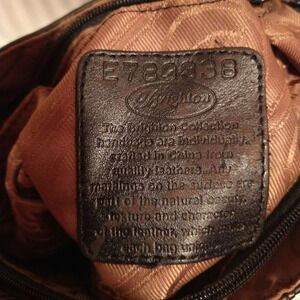 E783338
Brighton
The Brighton Collection
handbags are individually
crafted in China from
quality leathers. Any
markings on the surface are
part of the natural beauty,
texture and character
of the leather, which makes
each bag unique